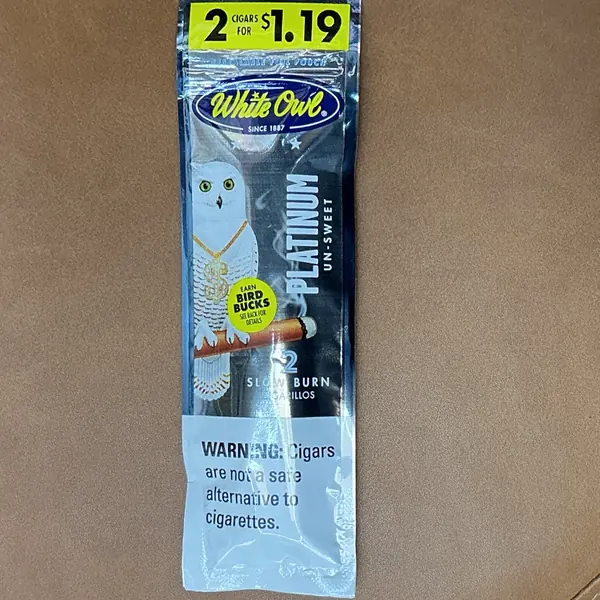 2 CIGARS FOR $1.19
White Owl®
SINCE 1887
PLATINUM
UN-SWEET
EARN
BIRD
BUCKS
SEE BACK FOR
DETAILS
2
SLOW BURN
CIGARILLOS
WARNING: Cigars
are not a safe
alternative to
cigarettes.